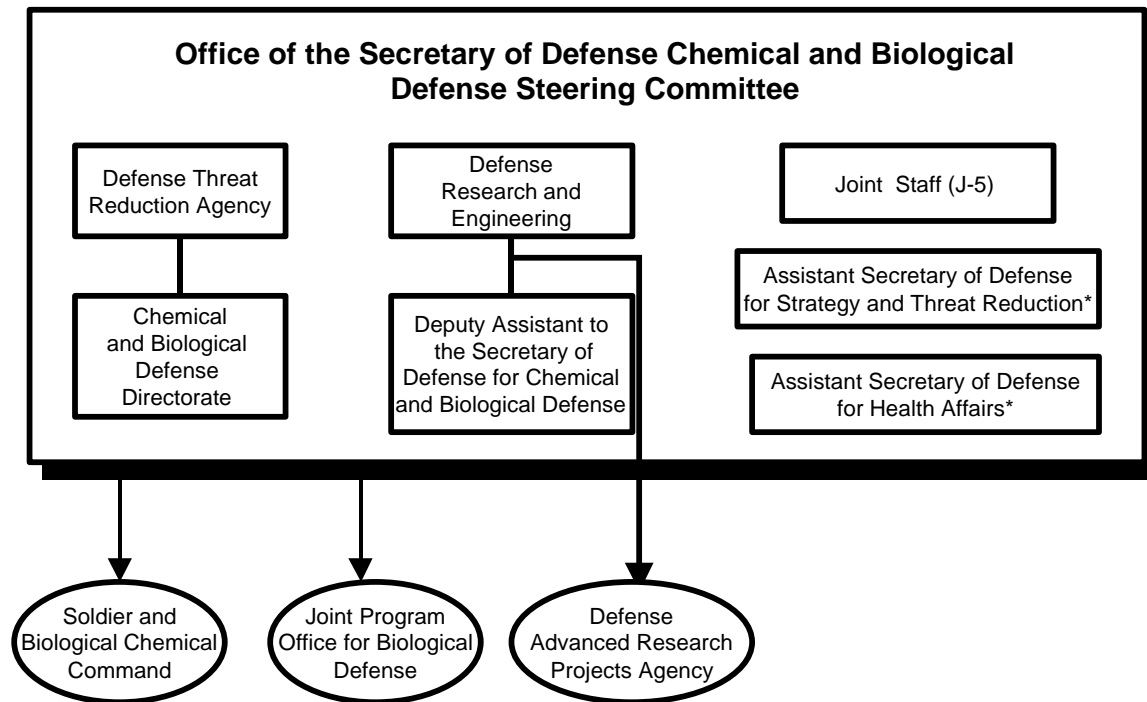 Office of the Secretary of Defense Chemical and Biological
Defense Steering Committee
Defense Threat
Reduction Agency
Defense
Research and
Engineering
Joint Staff (J-5)
Chemical
and Biological
Defense
Directorate
Deputy Assistant to
the Secretary of
Defense for Chemical
and Biological Defense
Assistant Secretary of Defense
for Strategy and Threat Reduction*
Assistant Secretary of Defense
for Health Affairs*
Soldier and
Biological Chemical
Command
Joint Program
Office for Biological
Defense
Defense
Advanced Research
Projects Agency